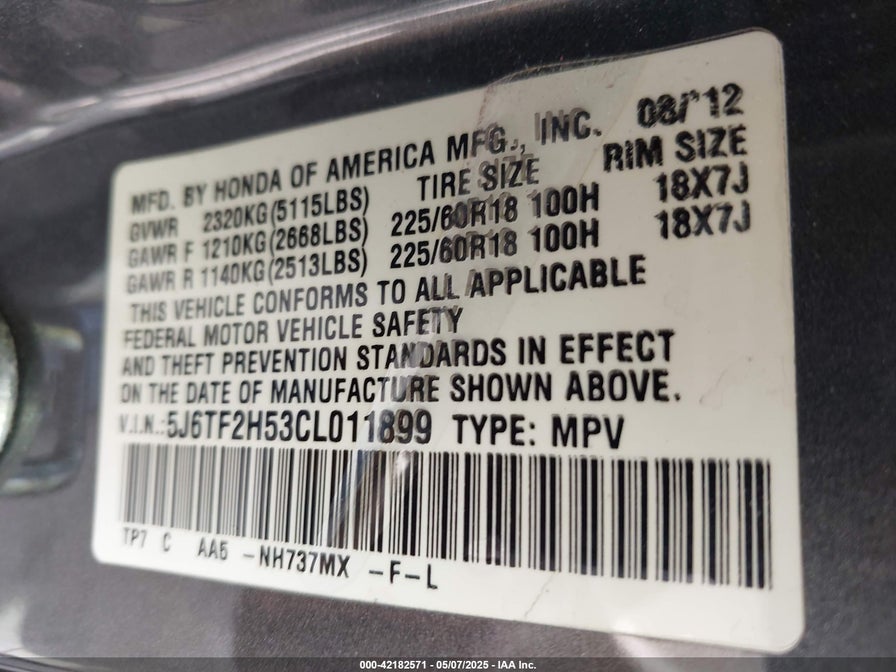 MFD. BY HONDA OF AMERICA MFG., INC. 08/'12
GVWR 2320KG(5115LBS) TIRE SIZE RIM SIZE
GAWR F 1210KG(2668LBS) 225/60R18 100H 18X7J
GAWR R 1140KG(2513LBS) 225/60R18 100H 18X7J
THIS VEHICLE CONFORMS TO ALL APPLICABLE
FEDERAL MOTOR VEHICLE SAFETY
AND THEFT PREVENTION STANDARDS IN EFFECT
ON THE DATE OF MANUFACTURE SHOWN ABOVE.
V.I.N.:5J6TF2H53CL011899 TYPE: MPV
TP7 C AA5 -NH737MX -F-L
000-42182571 - 05/07/2025 - IAA Inc.